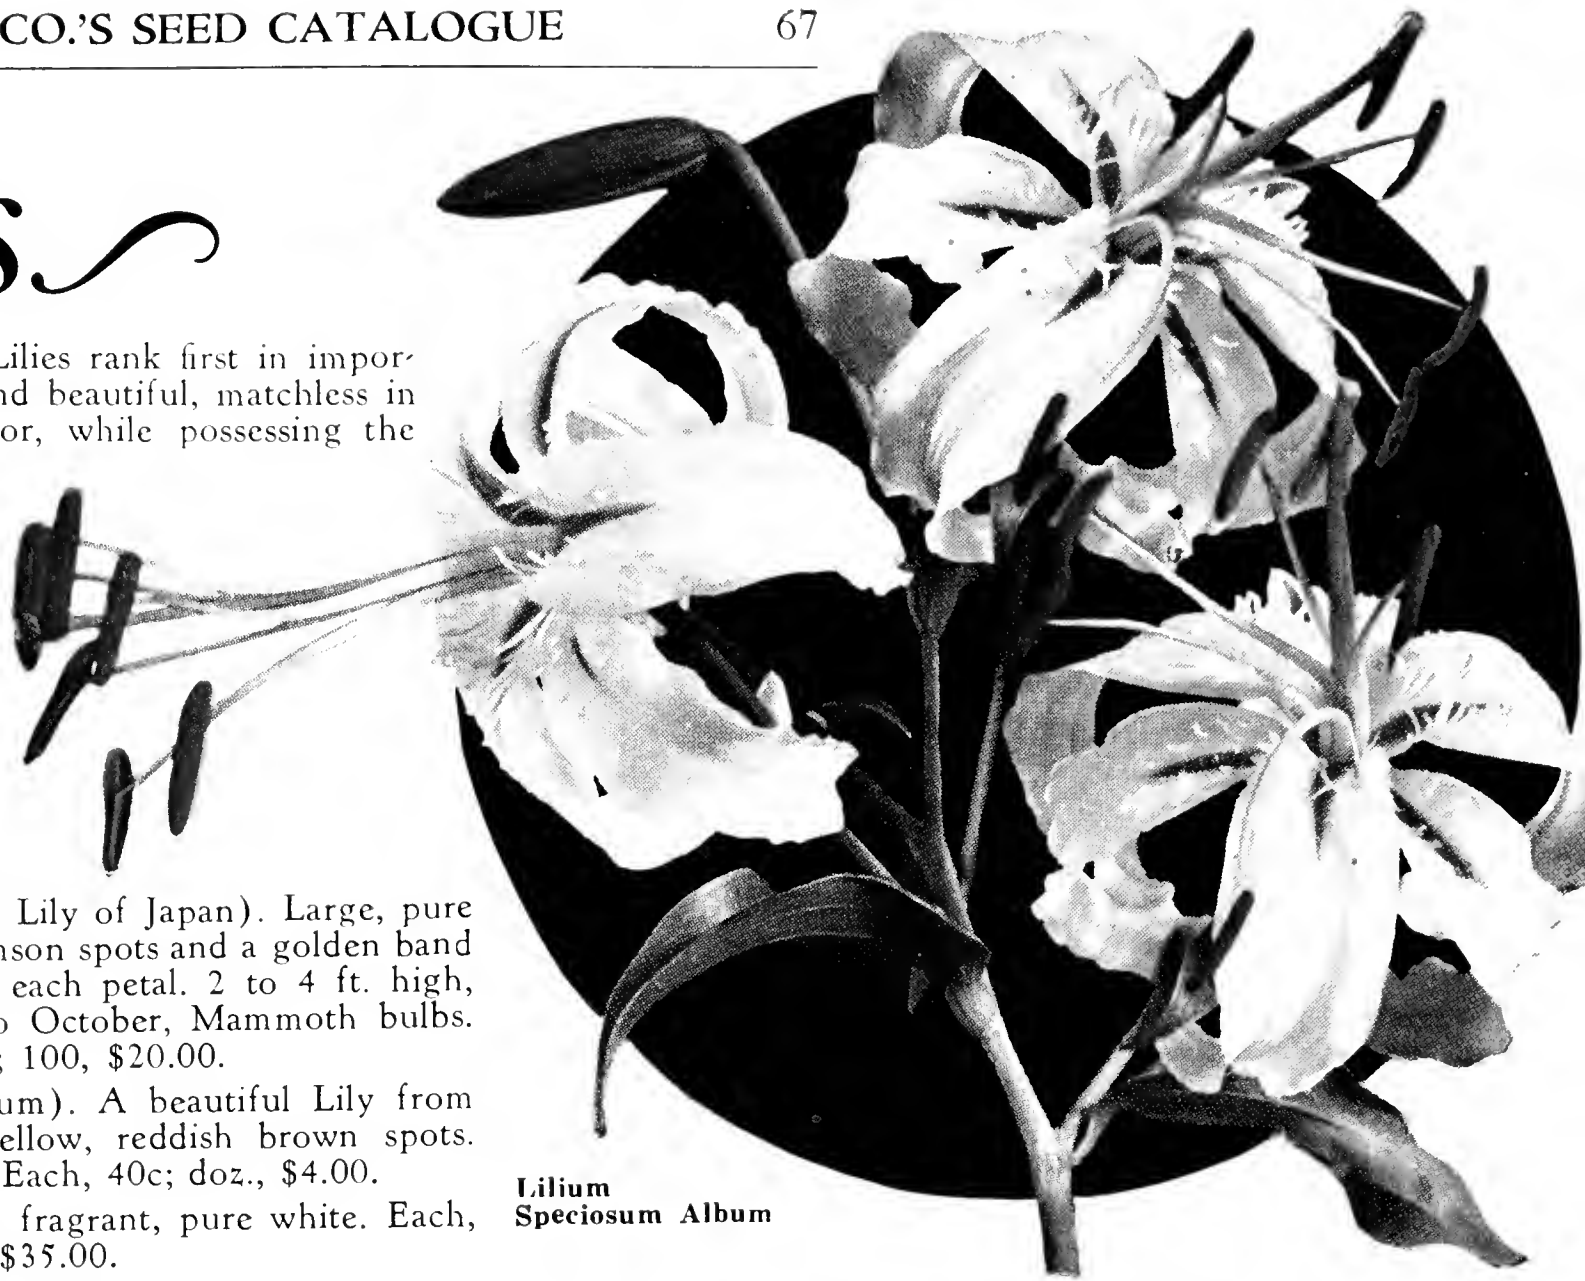 CO.'S SEED CATALOGUE 67
S
Lilies rank first in impor-
nd beautiful, matchless in
or, while possessing the
Lily of Japan). Large, pure
nson spots and a golden band
each petal. 2 to 4 ft. high,
o October, Mammoth bulbs.
; 100, $20.00.
um). A beautiful Lily from
ellow, reddish brown spots.
Each, 40c; doz., $4.00.
fragrant, pure white. Each,
$35.00.
Lilium
Speciosum Album